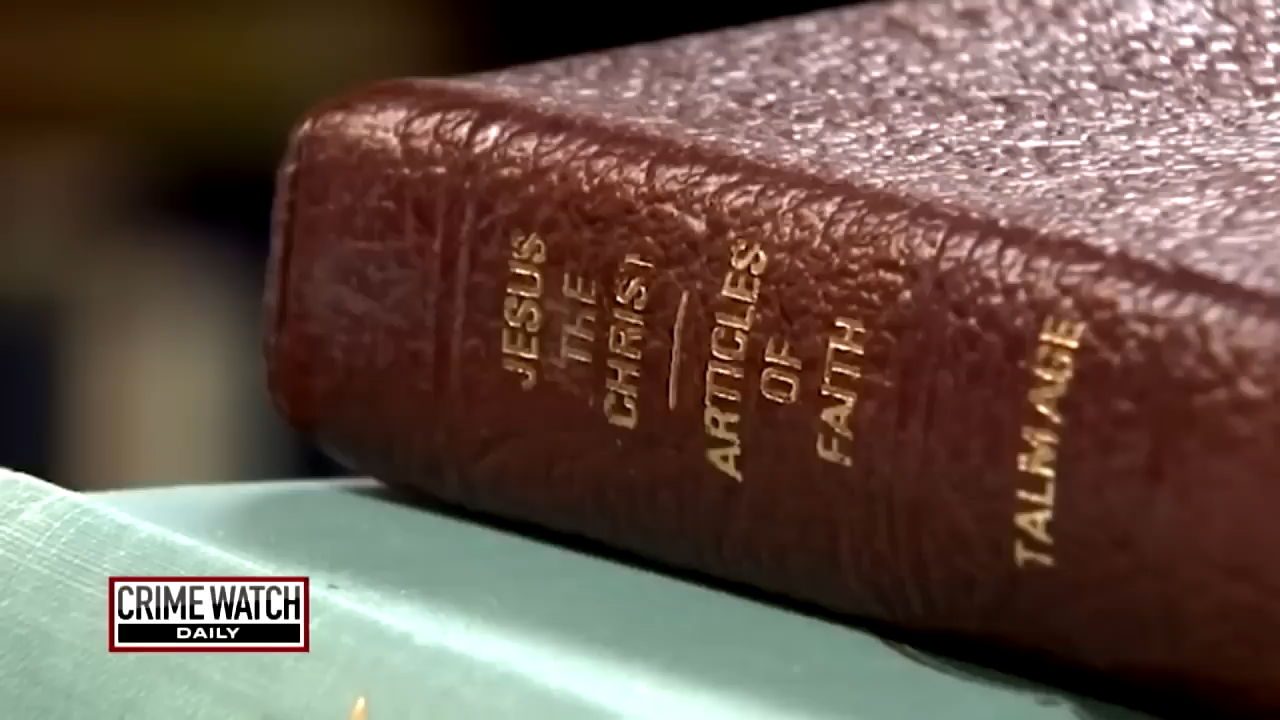 JESUS
THE
CHRIST
ARTICLES
OF
FAITH
TALMAGE
CRIME WATCH
DAILY